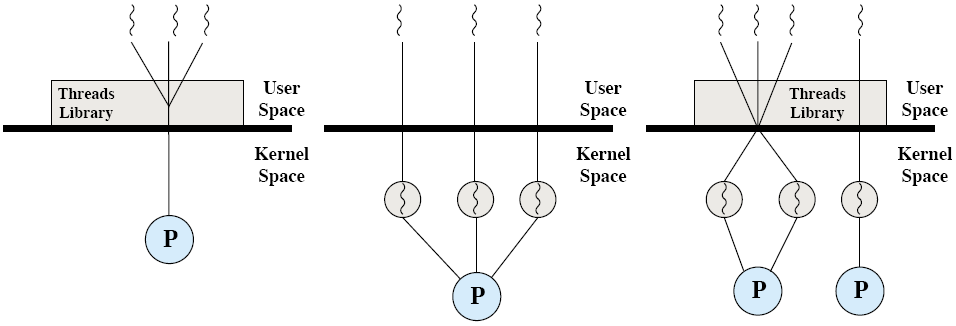 Threads
Library
User
Space
Kernel
Space
P
User
Space
Kernel
Space
P
Threads
Library
User
Space
Kernel
Space
P
P